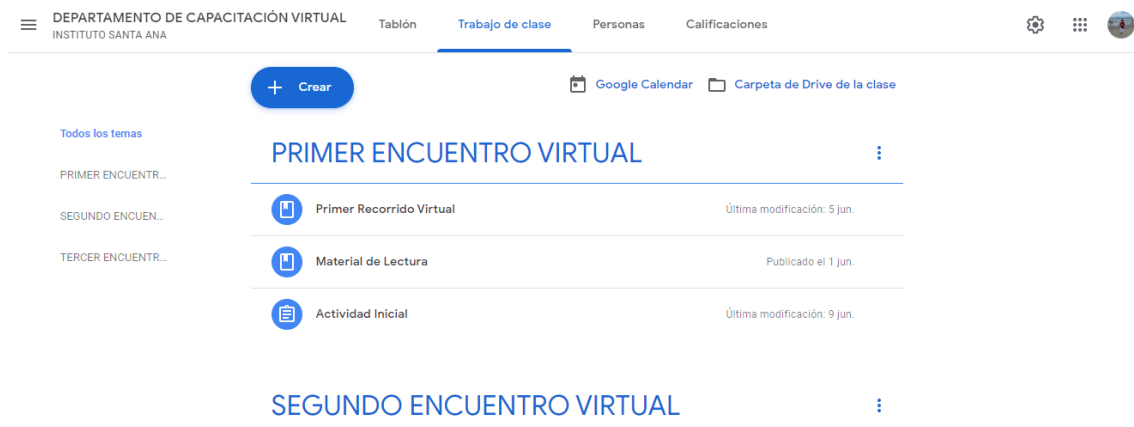 DEPARTAMENTO DE CAPACITACIÓN VIRTUAL
INSTITUTO SANTA ANA
Tablón
Trabajo de clase
Personas
Calificaciones
Crear
Google Calendar
Carpeta de Drive de la clase
Todos los temas
PRIMER ENCUENTR...
SEGUNDO ENCUEN...
TERCER ENCUENTR...
PRIMER ENCUENTRO VIRTUAL
Primer Recorrido Virtual
Última modificación: 5 jun.
Material de Lectura
Publicado el 1 jun.
Actividad Inicial
Última modificación: 9 jun.
SEGUNDO ENCUENTRO VIRTUAL